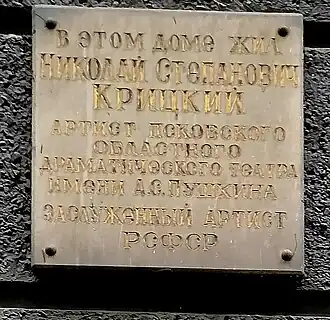 В ЭТОМ ДОМЕ ЖИЛ
НИКОЛАЙ СТЕПАНОВИЧ
КРИЦКИЙ
АРТИСТ ПСКОВСКОГО
ОБЛАСТНОГО
ДРАМАТИЧЕСКОГО ТЕАТРА
ИМЕНИ А.С.ПУШКИНА
ЗАСЛУЖЕННЫЙ АРТИСТ
РСФСР